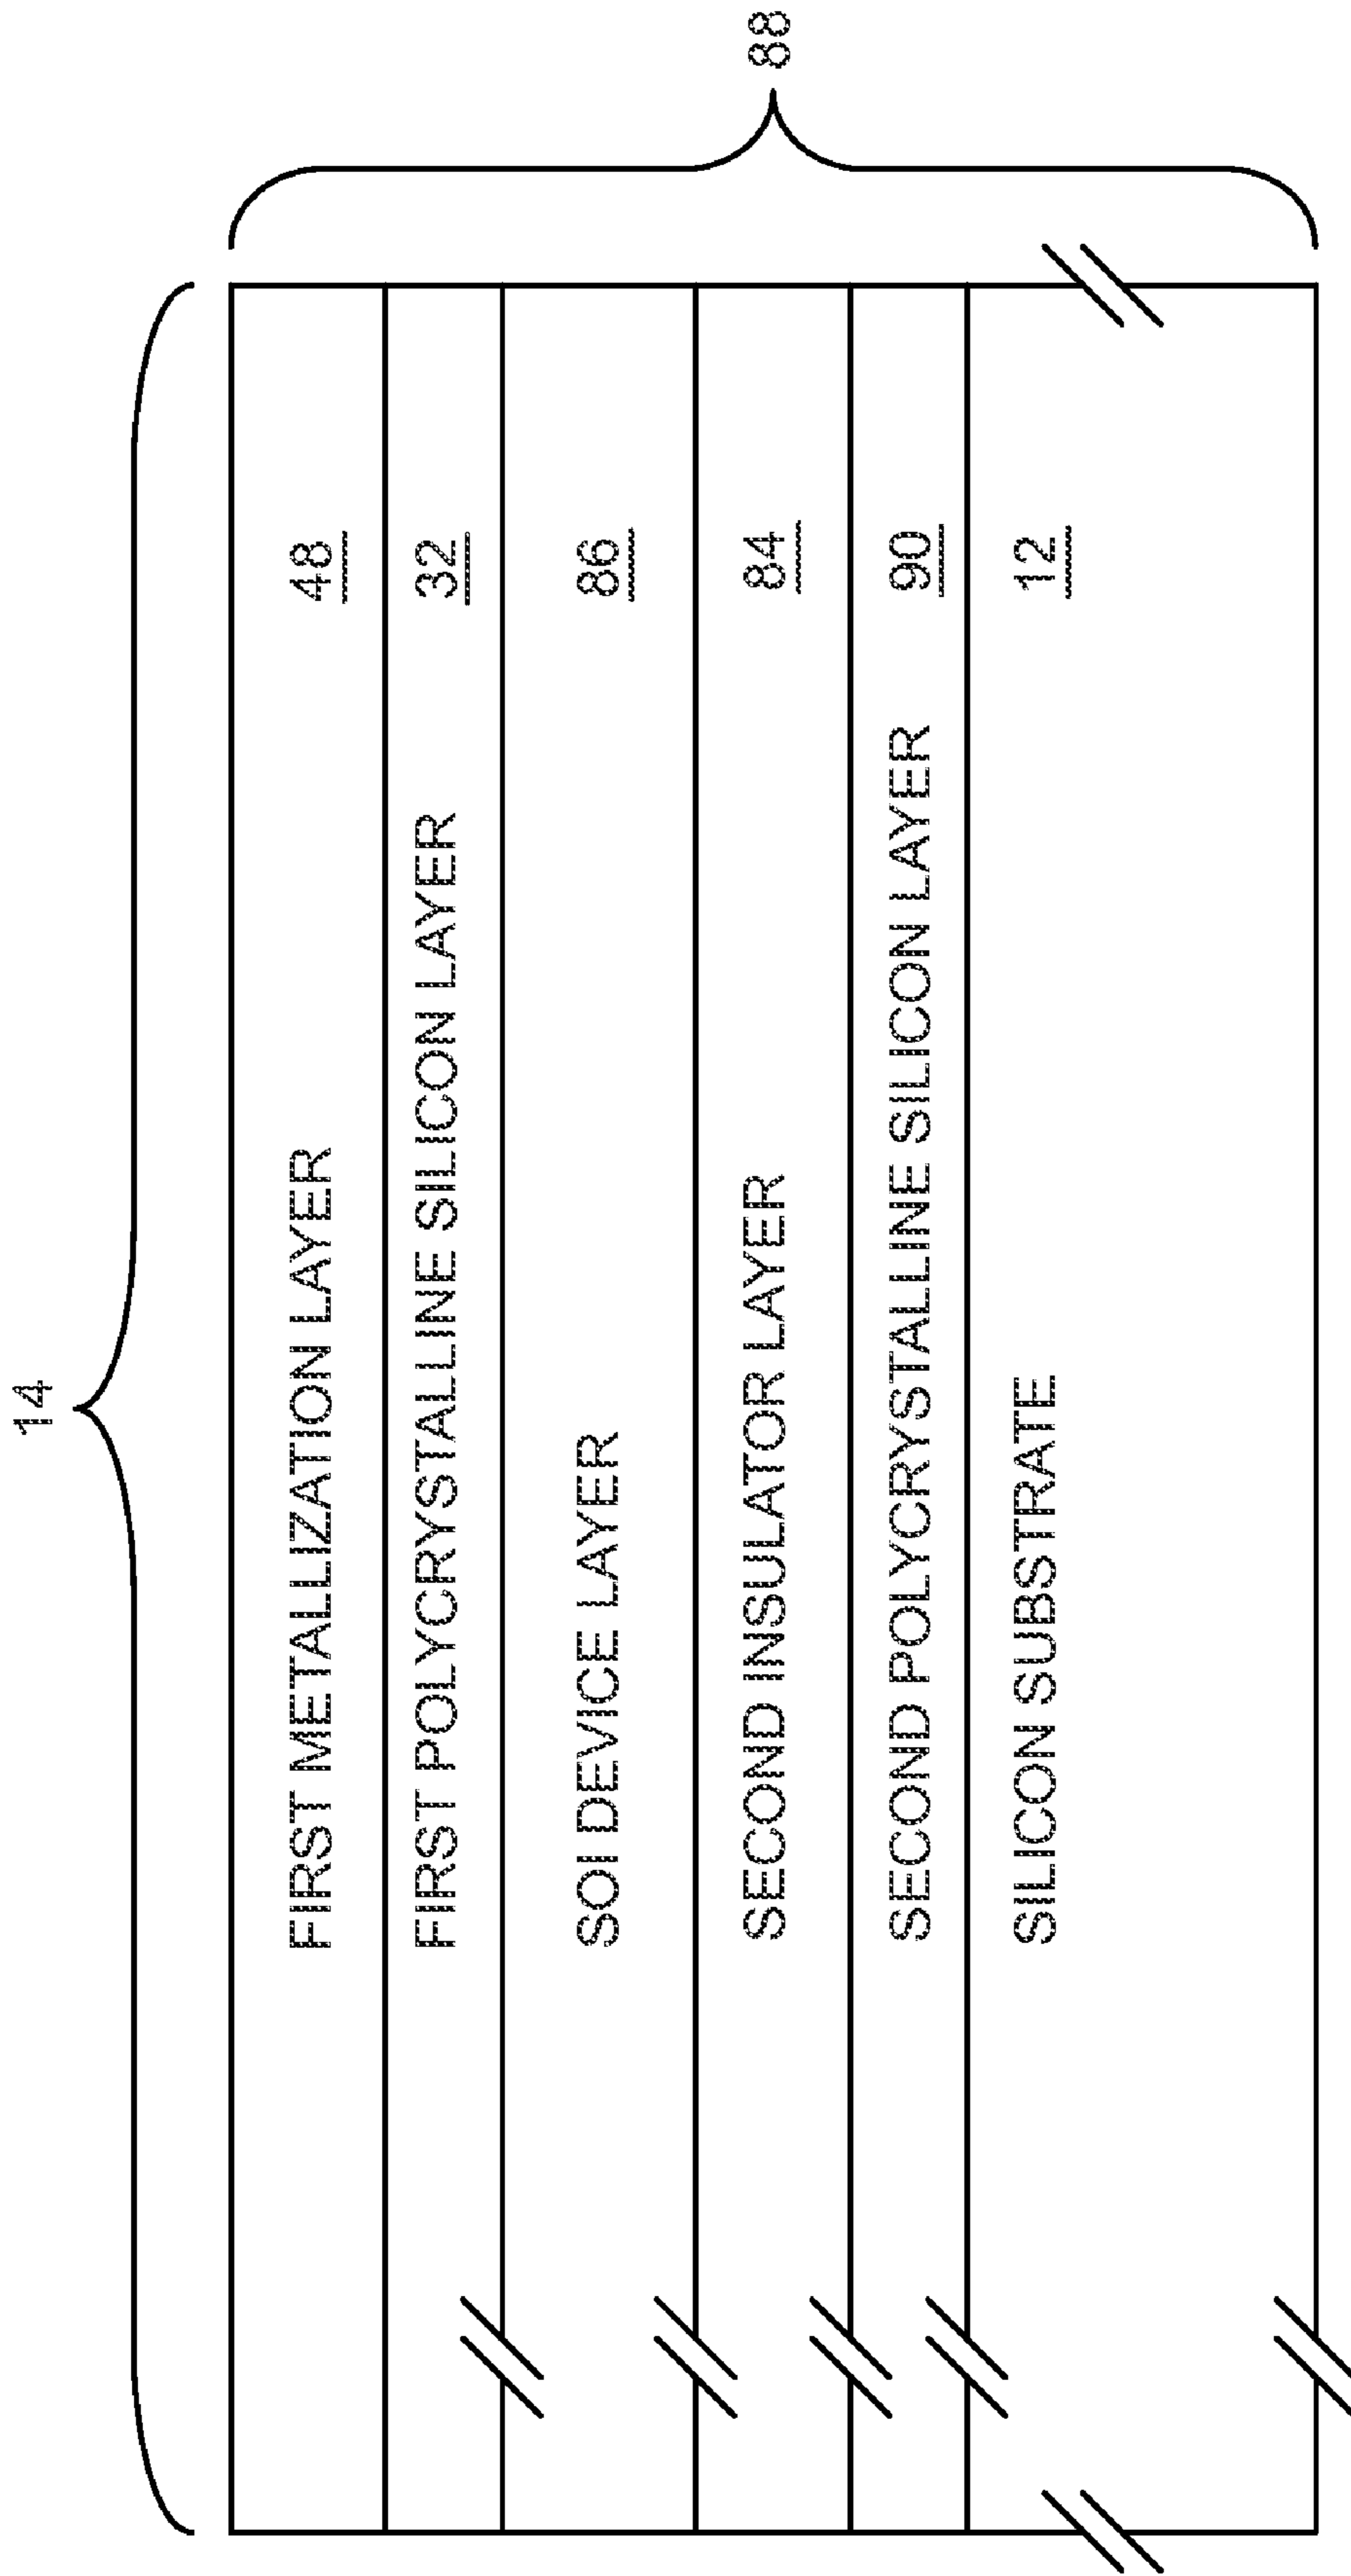 14
FIRST METALLIZATION LAYER 48
FIRST POLYCRYSTALLINE SILICON LAYER 32
SOI DEVICE LAYER 86
SECOND INSULATOR LAYER 84
SECOND POLYCRYSTALLINE SILICON LAYER 90
SILICON SUBSTRATE 12
88